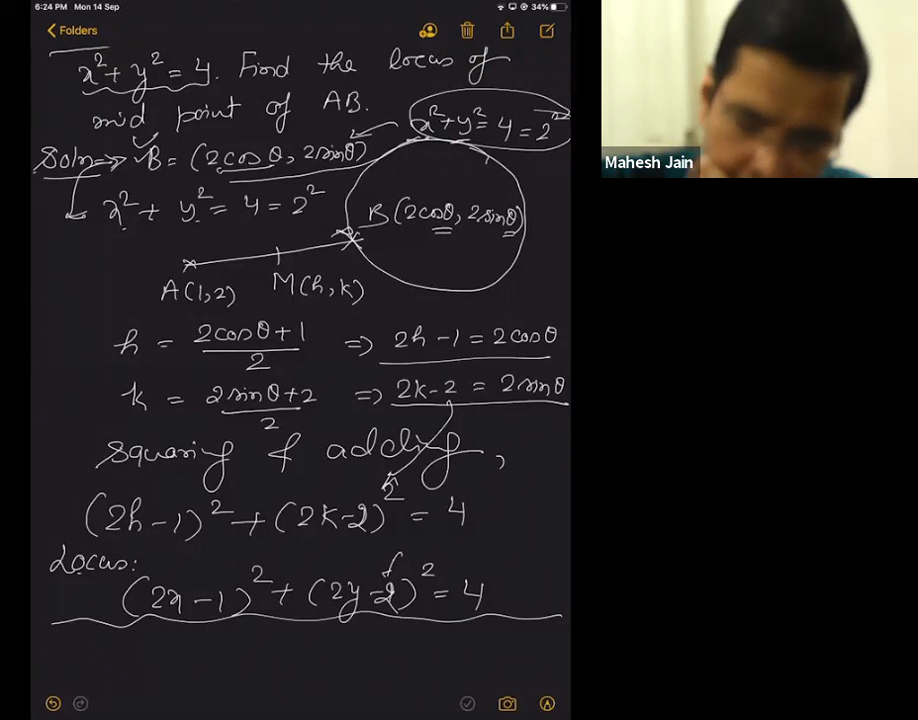 6:24 PM Mon 14 Sep 34%
Folders
x² + y² = 4. Find the locus of
mid point of AB.
x² + y² = 4 = 2²
Soln => B = (2cosθ, 2sinθ)
x² + y² = 4 = 2²
B(2cosθ, 2sinθ)
A(1,2) M(h, k)
h = (2cosθ+1)/2 => 2h - 1 = 2cosθ
k = (2sinθ+2)/2 => 2k-2 = 2sinθ
Squaring & adding,
(2h-1)² + (2k-2)² = 4
Locus:
(2x-1)² + (2y-2)² = 4
Mahesh Jain